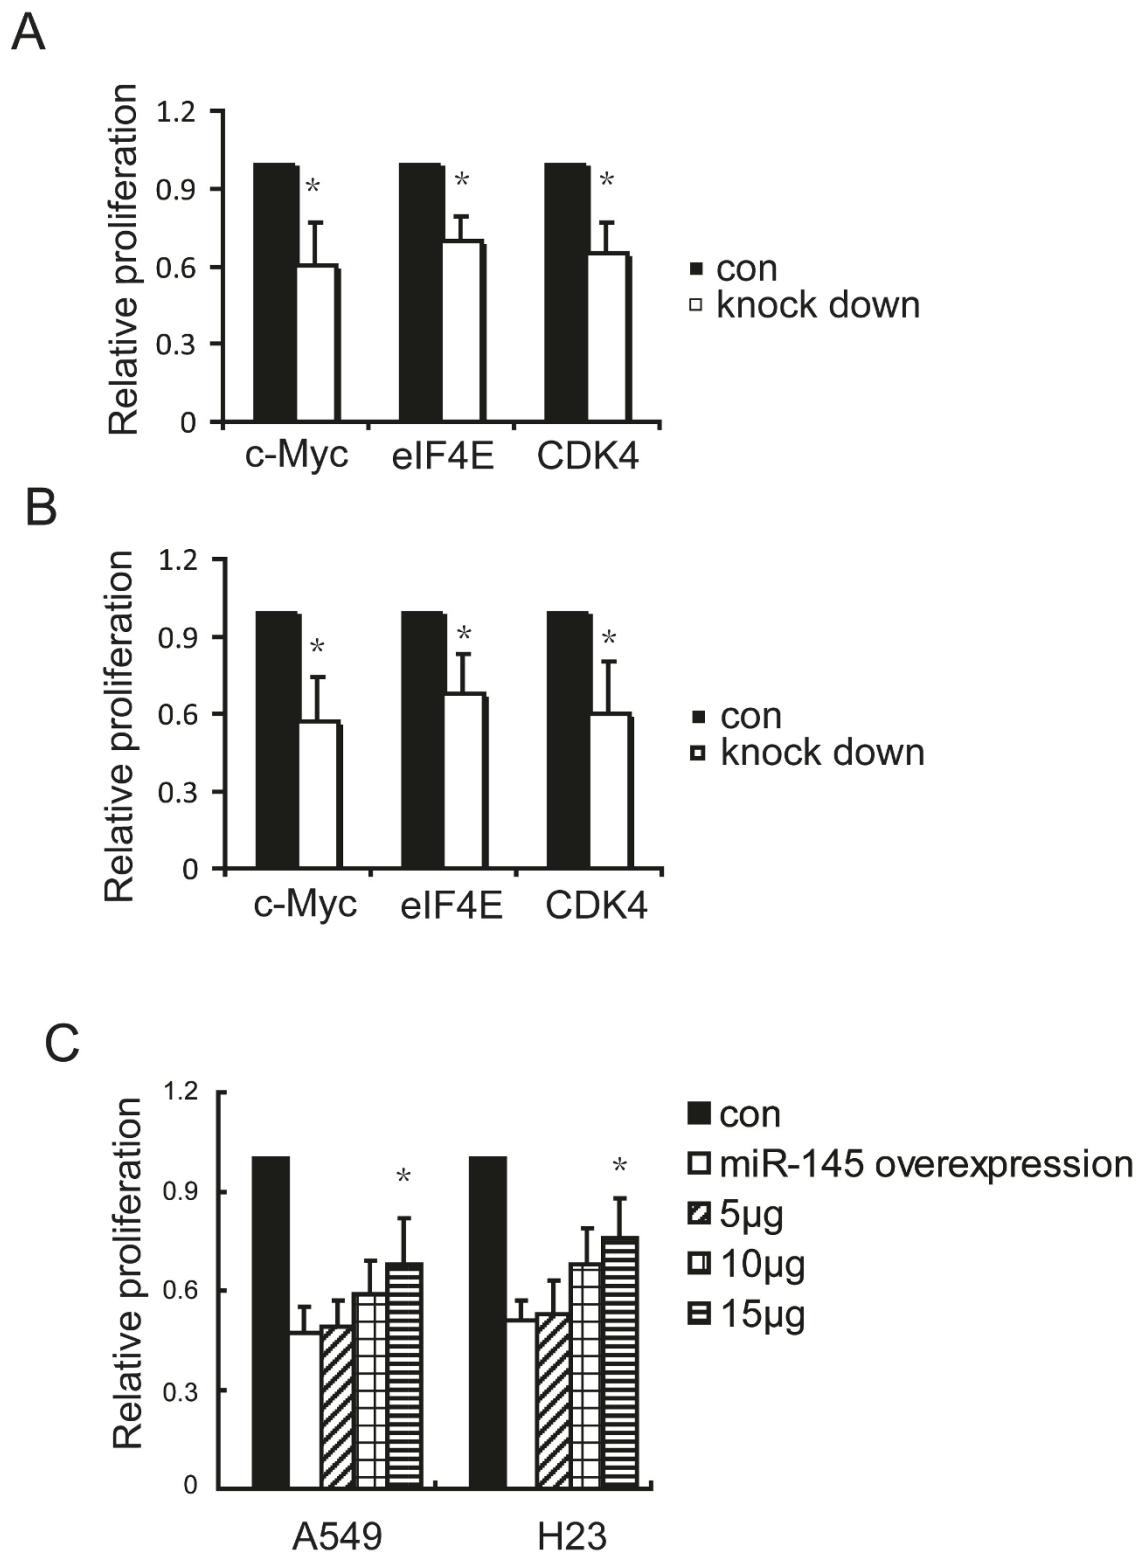 A
Relative proliferation
1.2
0.9
0.6
0.3
0
*
*
*
c-Myc
eIF4E
CDK4
con
knock down
B
Relative proliferation
1.2
0.9
0.6
0.3
0
*
*
*
c-Myc
eIF4E
CDK4
con
knock down
C
Relative proliferation
1.2
0.9
0.6
0.3
0
*
*
A549
H23
con
miR-145 overexpression
5μg
10μg
15μg